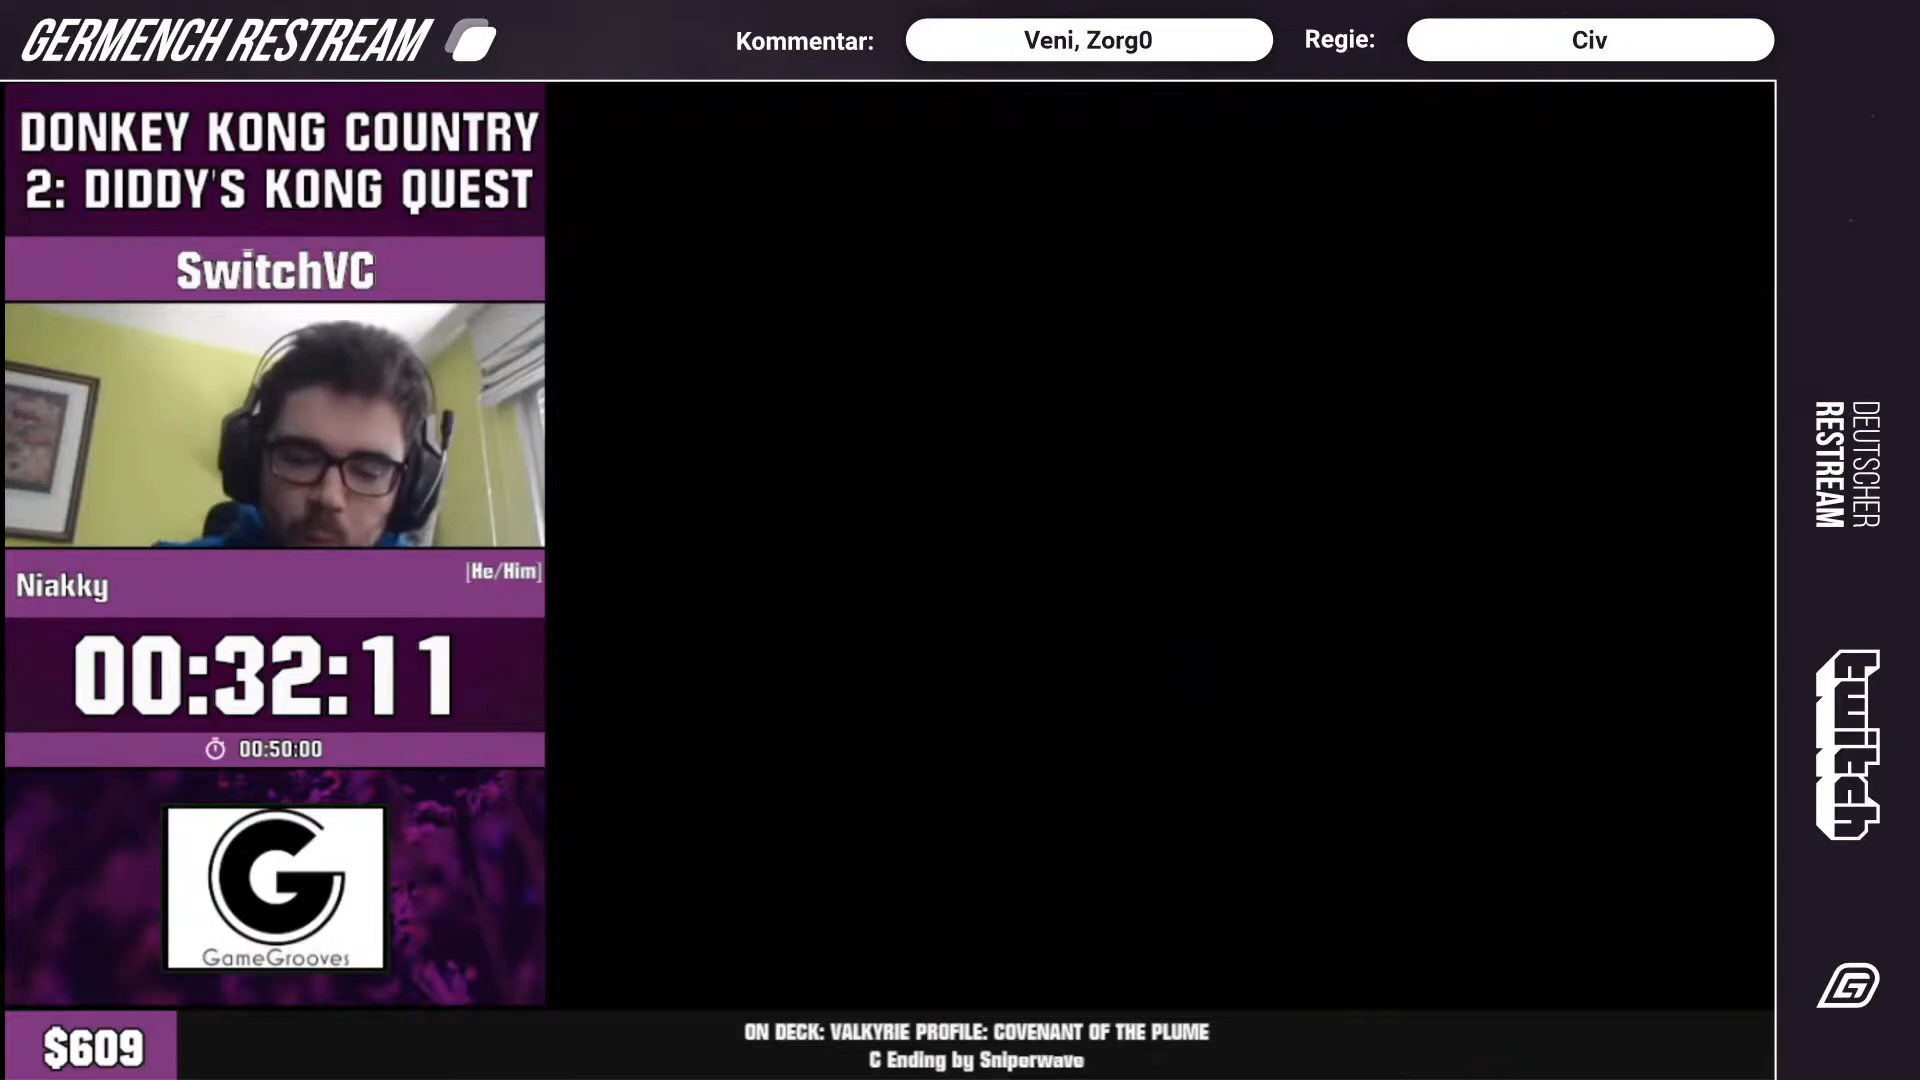 GERMENCH RESTREAM
Kommentar:
Veni, Zorg0
Regie:
Civ
DONKEY KONG COUNTRY
2: DIDDY'S KONG QUEST
SwitchVC
Niakky
[He/Him]
00:32:11
00:50:00
G
GameGrooves
$609
ON DECK: VALKYRIE PROFILE: COVENANT OF THE PLUME
C Ending by Sniperwave
DEUTSCHER
RESTREAM
twitch
G